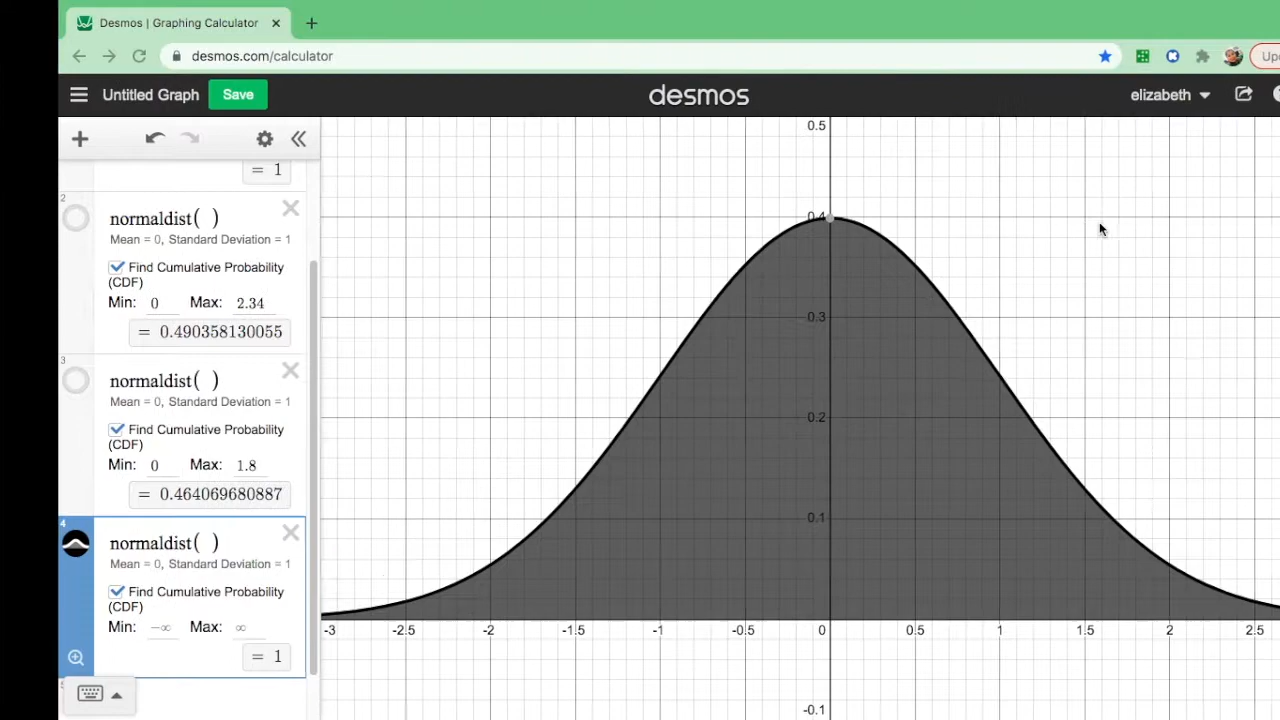 Desmos | Graphing Calculator
desmos.com/calculator
Untitled Graph Save desmos elizabeth
= 1
2
normaldist( )
Mean = 0, Standard Deviation = 1
Find Cumulative Probability
(CDF)
Min: 0 Max: 2.34
= 0.490358130055
3
normaldist( )
Mean = 0, Standard Deviation = 1
Find Cumulative Probability
(CDF)
Min: 0 Max: 1.8
= 0.464069680887
4
normaldist( )
Mean = 0, Standard Deviation = 1
Find Cumulative Probability
(CDF)
Min: −∞ Max: ∞
= 1
0.5
0.4
0.3
0.2
0.1
-3 -2.5 -2 -1.5 -1 -0.5 0 0.5 1 1.5 2 2.5
-0.1